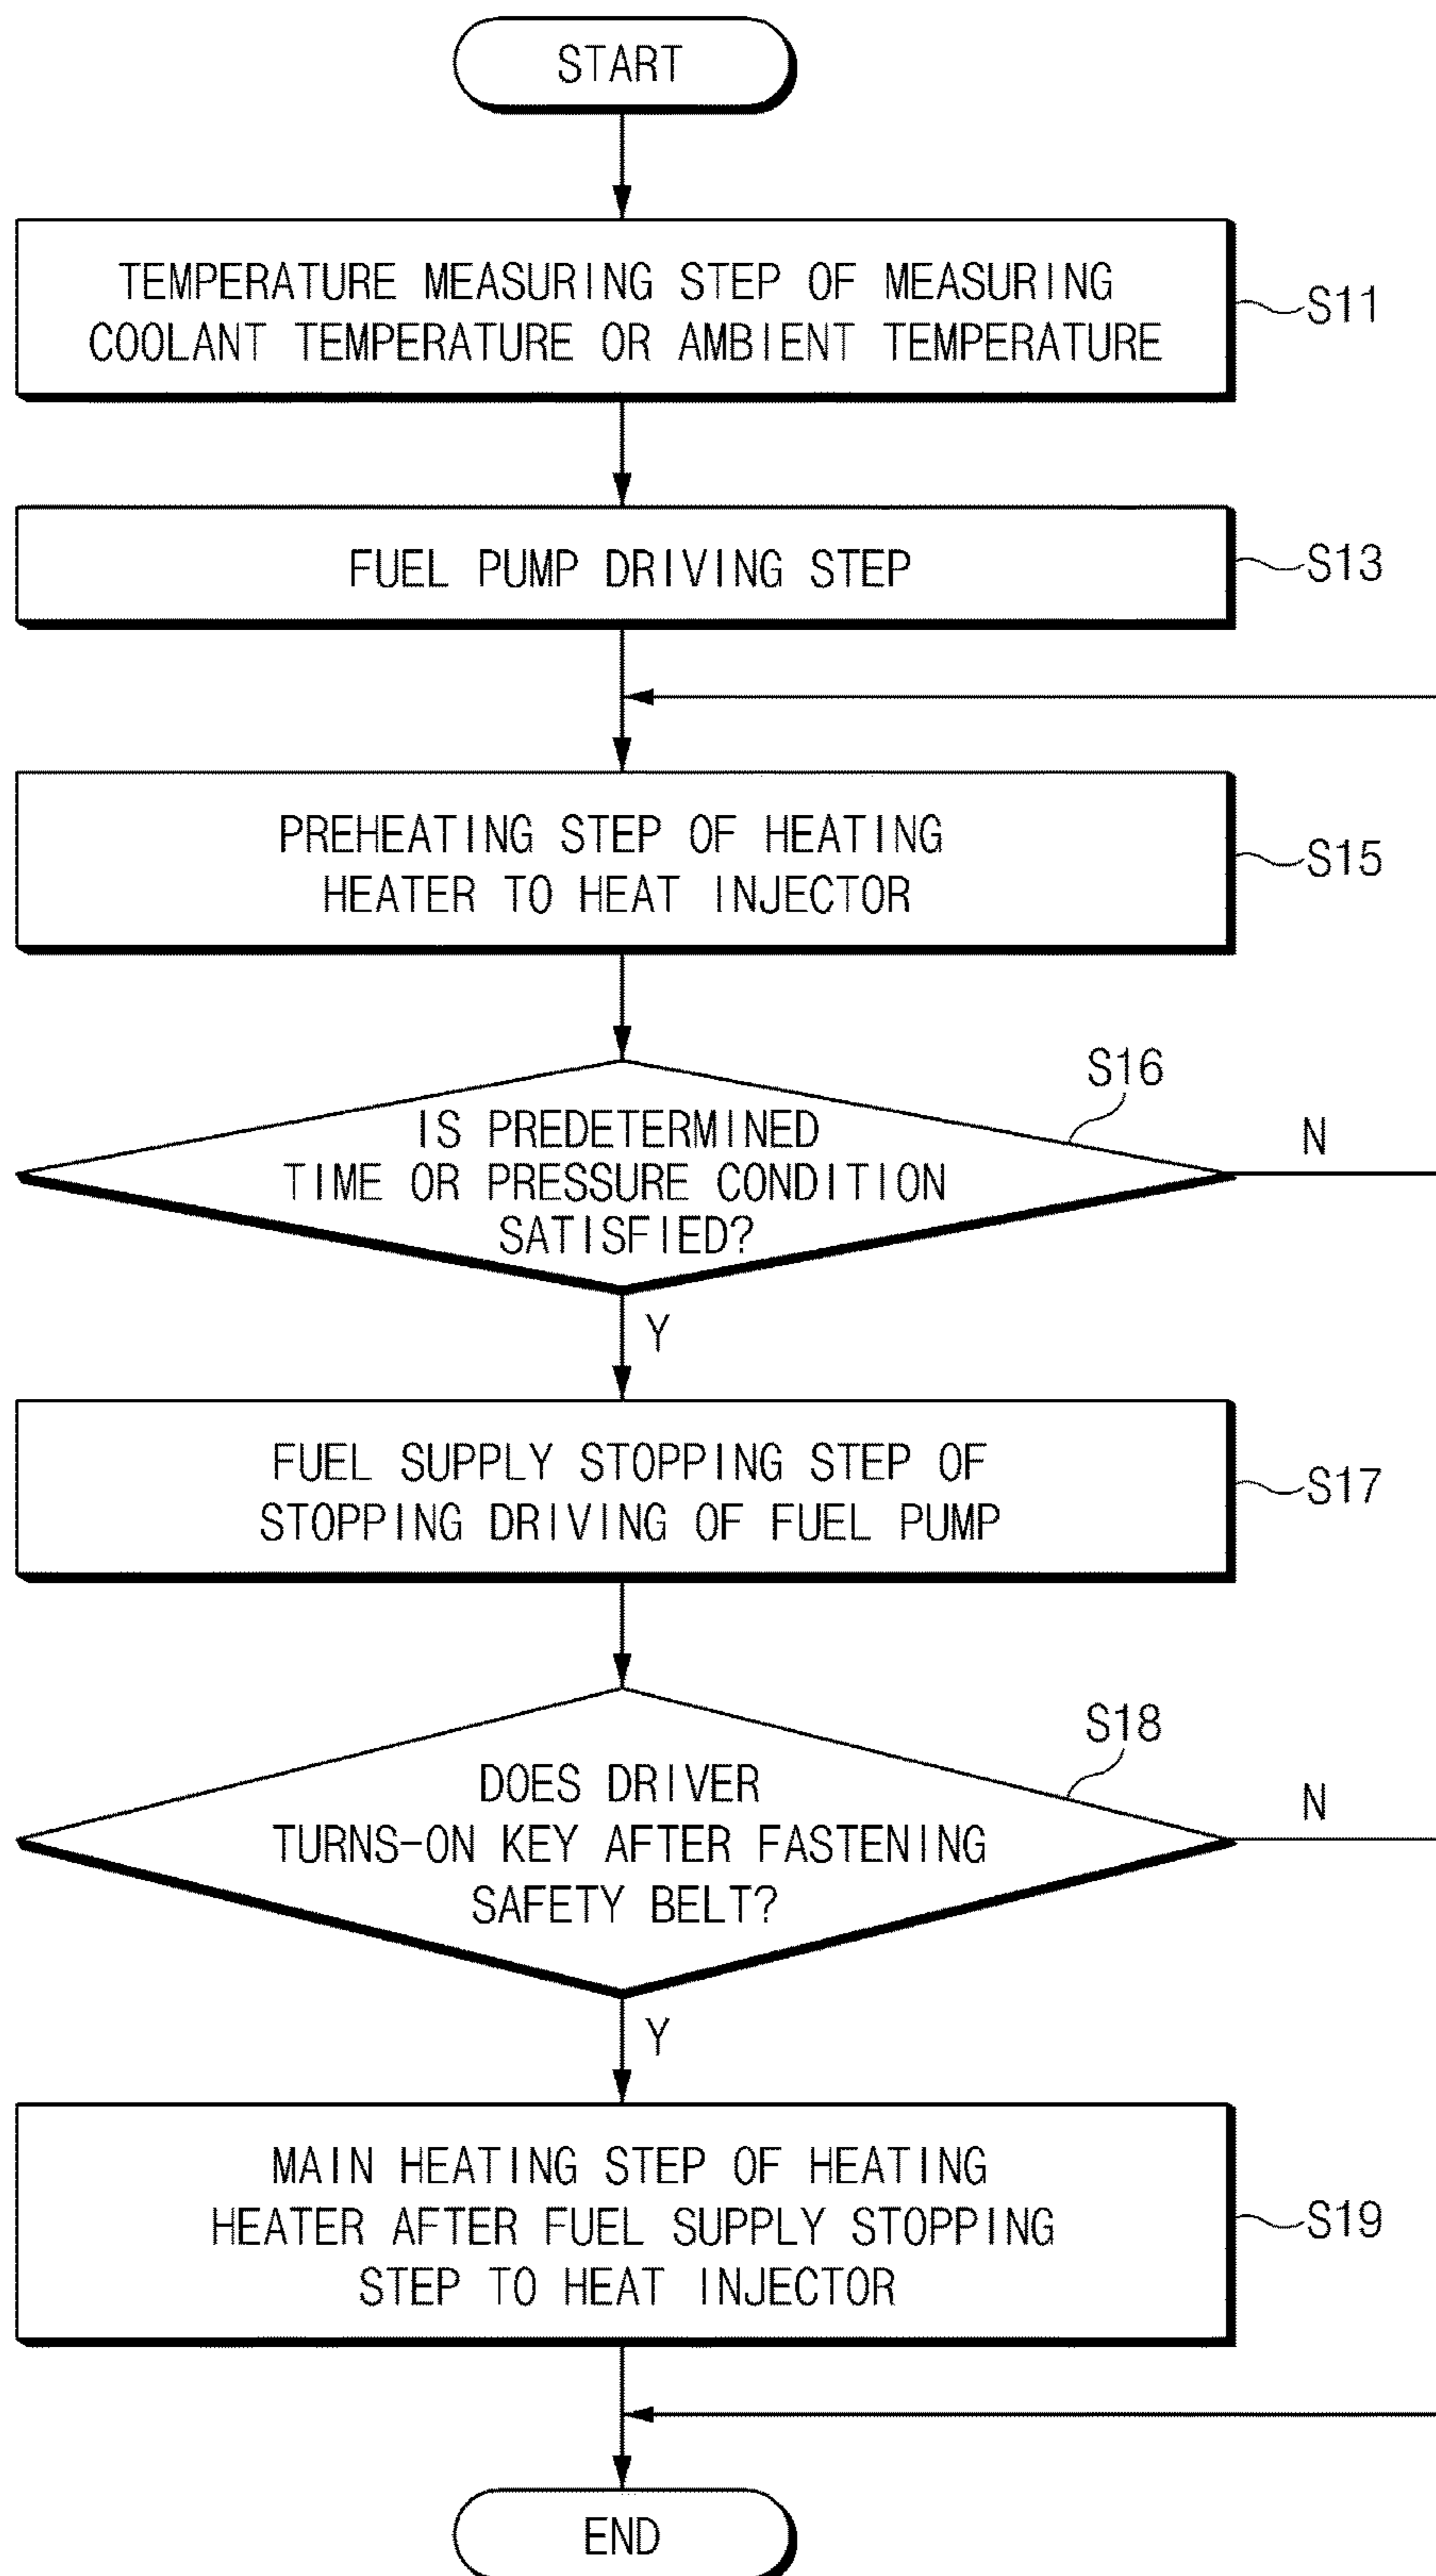 START
TEMPERATURE MEASURING STEP OF MEASURING
COOLANT TEMPERATURE OR AMBIENT TEMPERATURE
S11
FUEL PUMP DRIVING STEP
S13
PREHEATING STEP OF HEATING
HEATER TO HEAT INJECTOR
S15
S16
IS PREDETERMINED
TIME OR PRESSURE CONDITION
SATISFIED?
N
Y
FUEL SUPPLY STOPPING STEP OF
STOPPING DRIVING OF FUEL PUMP
S17
S18
DOES DRIVER
TURNS-ON KEY AFTER FASTENING
SAFETY BELT?
N
Y
MAIN HEATING STEP OF HEATING
HEATER AFTER FUEL SUPPLY STOPPING
STEP TO HEAT INJECTOR
S19
END